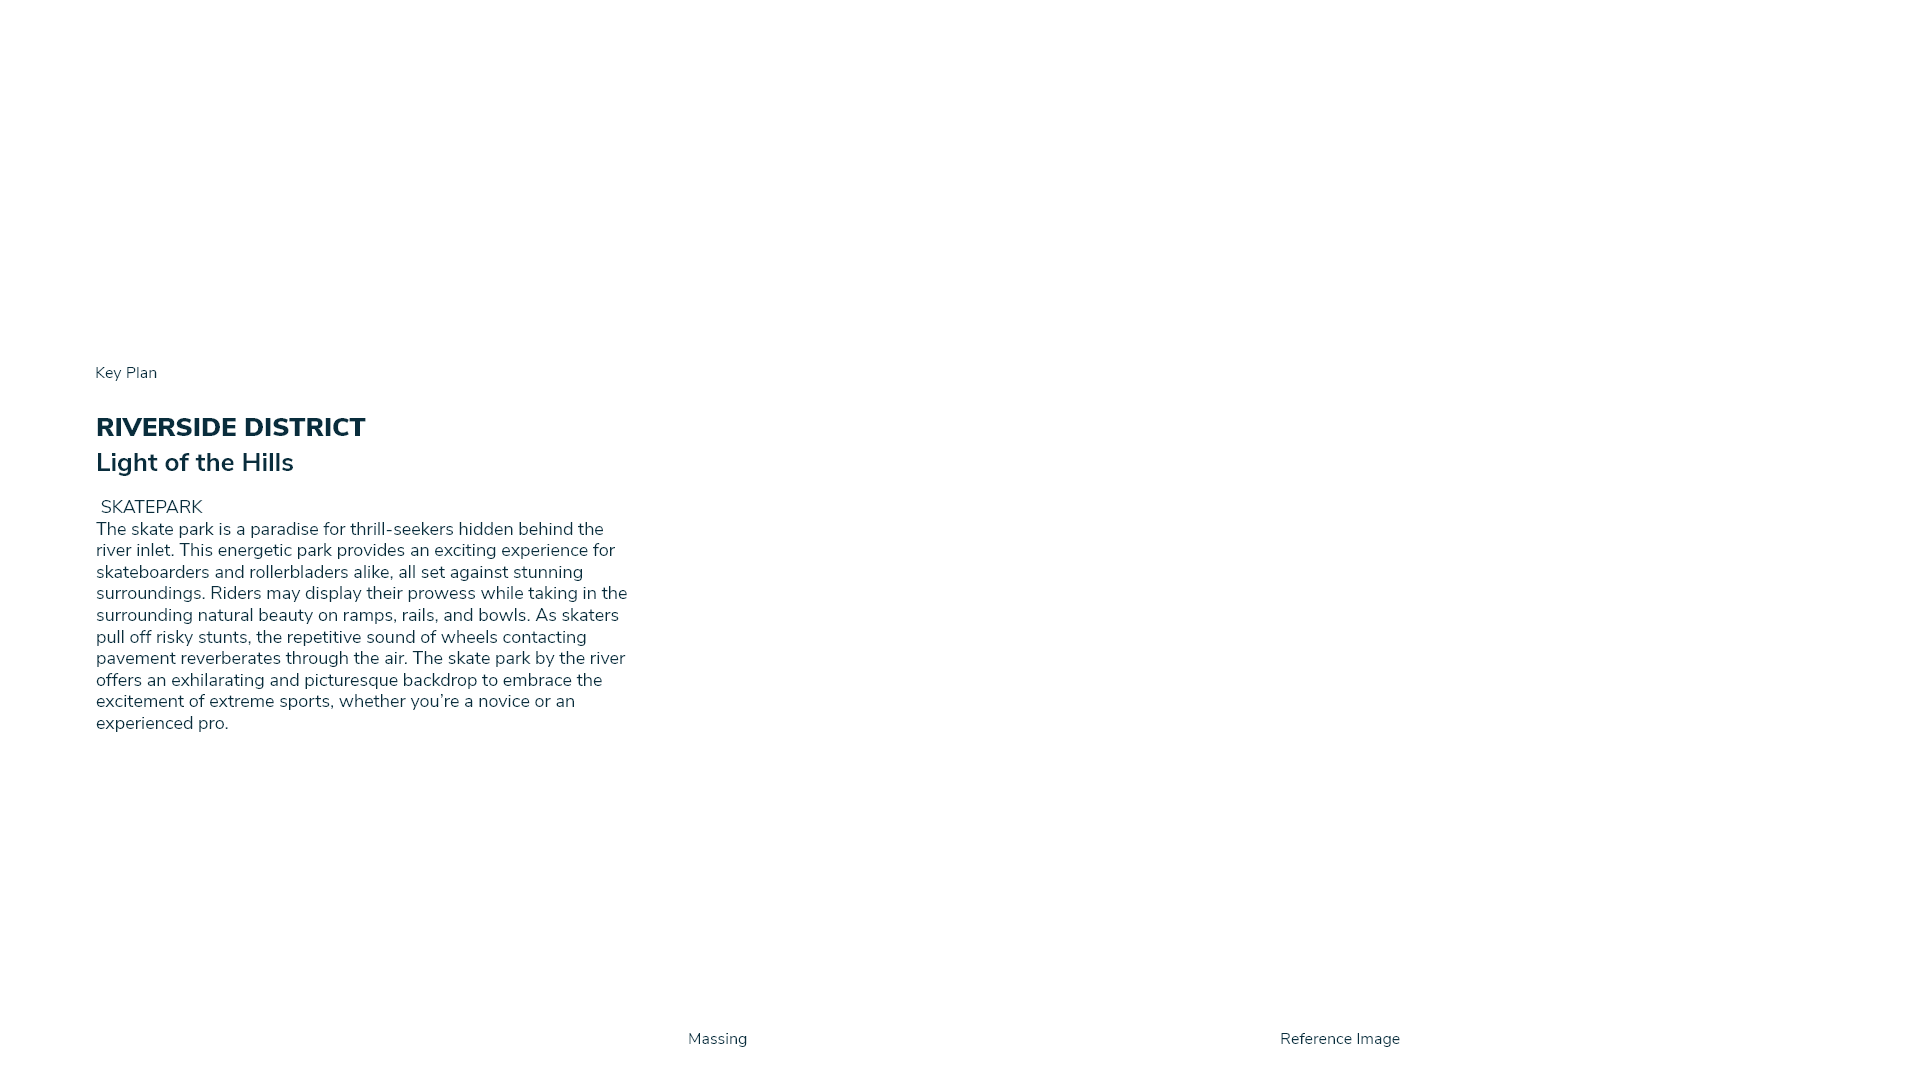 Key Plan
RIVERSIDE DISTRICT
Light of the Hills
SKATEPARK
The skate park is a paradise for thrill-seekers hidden behind the
river inlet. This energetic park provides an exciting experience for
skateboarders and rollerbladers alike, all set against stunning
surroundings. Riders may display their prowess while taking in the
surrounding natural beauty on ramps, rails, and bowls. As skaters
pull off risky stunts, the repetitive sound of wheels contacting
pavement reverberates through the air. The skate park by the river
offers an exhilarating and picturesque backdrop to embrace the
excitement of extreme sports, whether you’re a novice or an
experienced pro.
Massing
Reference Image